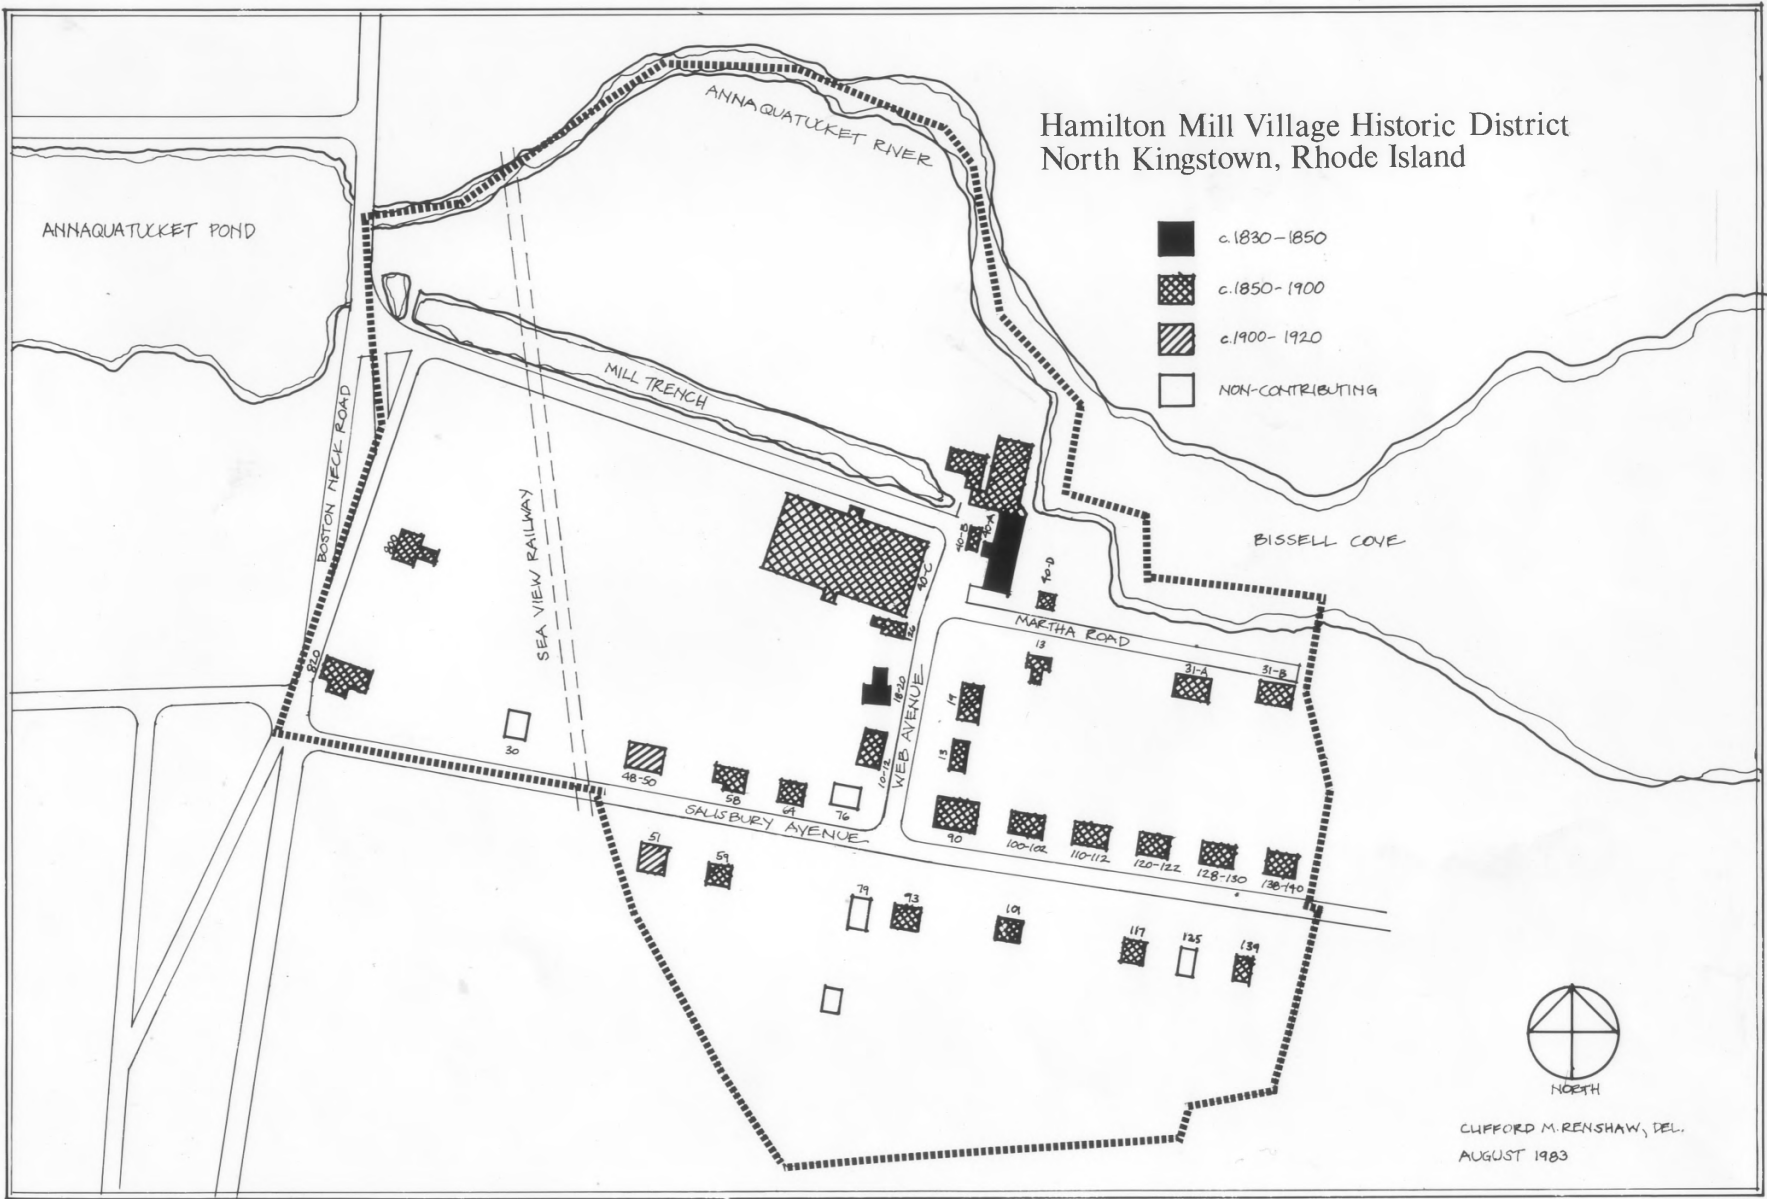 Hamilton Mill Village Historic District
North Kingstown, Rhode Island
c.1830-1850
c.1850-1900
c.1900-1920
NON-CONTRIBUTING
ANNAQUATUCKET RIVER
ANNAQUATUCKET POND
MILL TRENCH
BOSTON NECK ROAD
SEA VIEW RAILWAY
BISSELL COVE
40-B
40-A
40-C
40-D
MARTHA ROAD
13
31-A
31-B
820
18-20
WEB AVENUE
19
13
10-12
30
48-50
58
64
76
SALISBURY AVENUE
90
100-102
110-112
120-122
128-130
138-140
51
59
79
93
101
117
125
139
NORTH
CLIFFORD M. RENSHAW, DEL.
AUGUST 1983